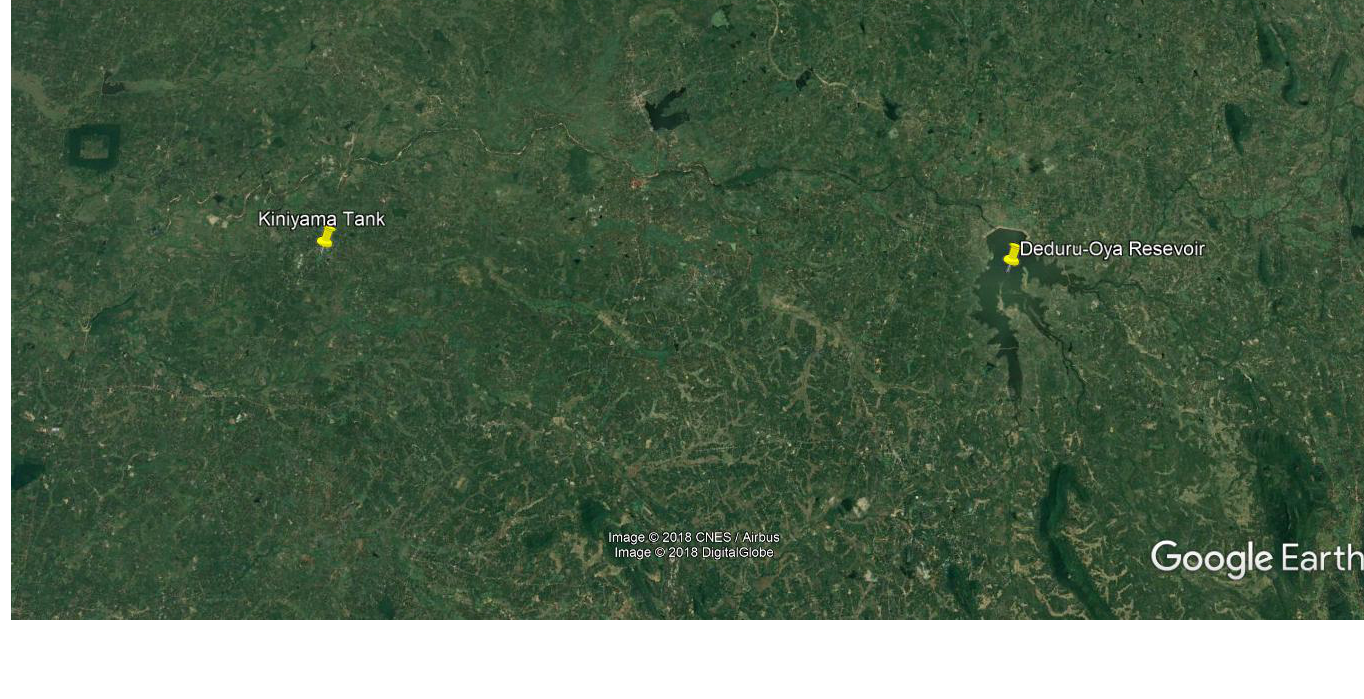 Kiniyama Tank
Deduru-Oya Resevoir
Image © 2018 CNES / Airbus
Image © 2018 DigitalGlobe
Google Earth